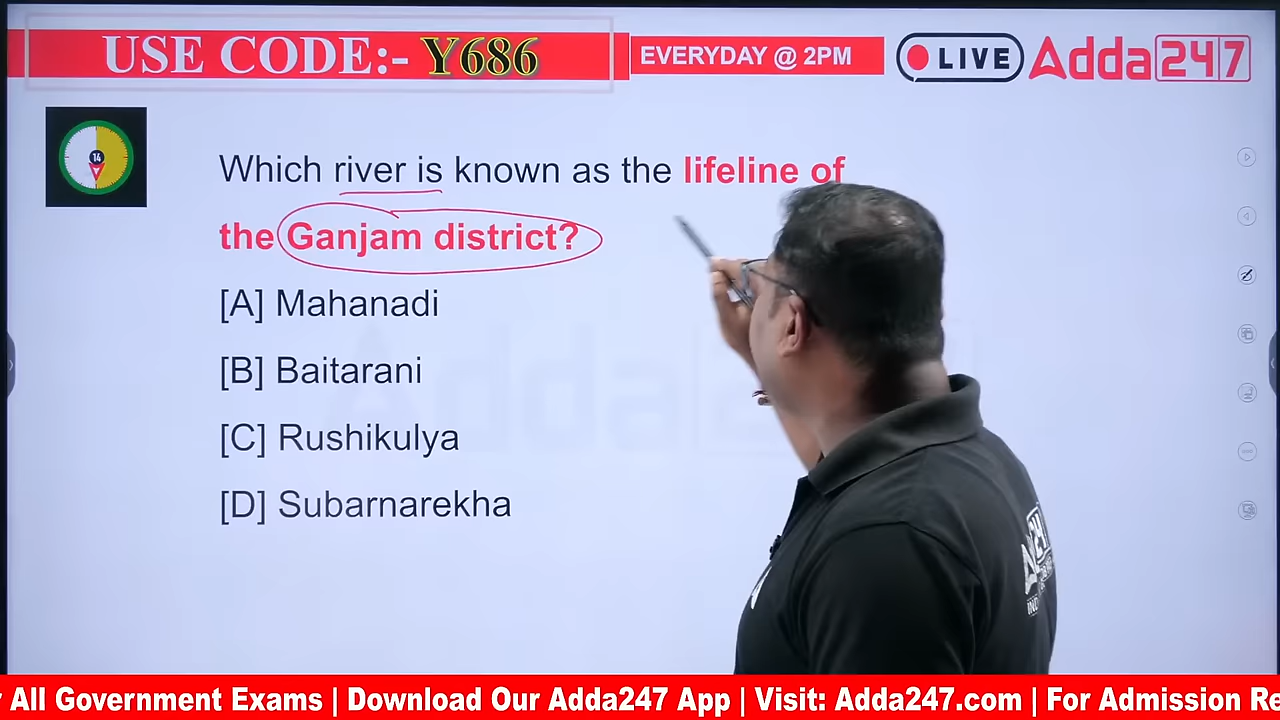 USE CODE:- Y686
EVERYDAY @ 2PM
LIVE
Adda247
14
Which river is known as the lifeline of
the Ganjam district?
[A] Mahanadi
[B] Baitarani
[C] Rushikulya
[D] Subarnarekha
All Government Exams | Download Our Adda247 App | Visit: Adda247.com | For Admission Re